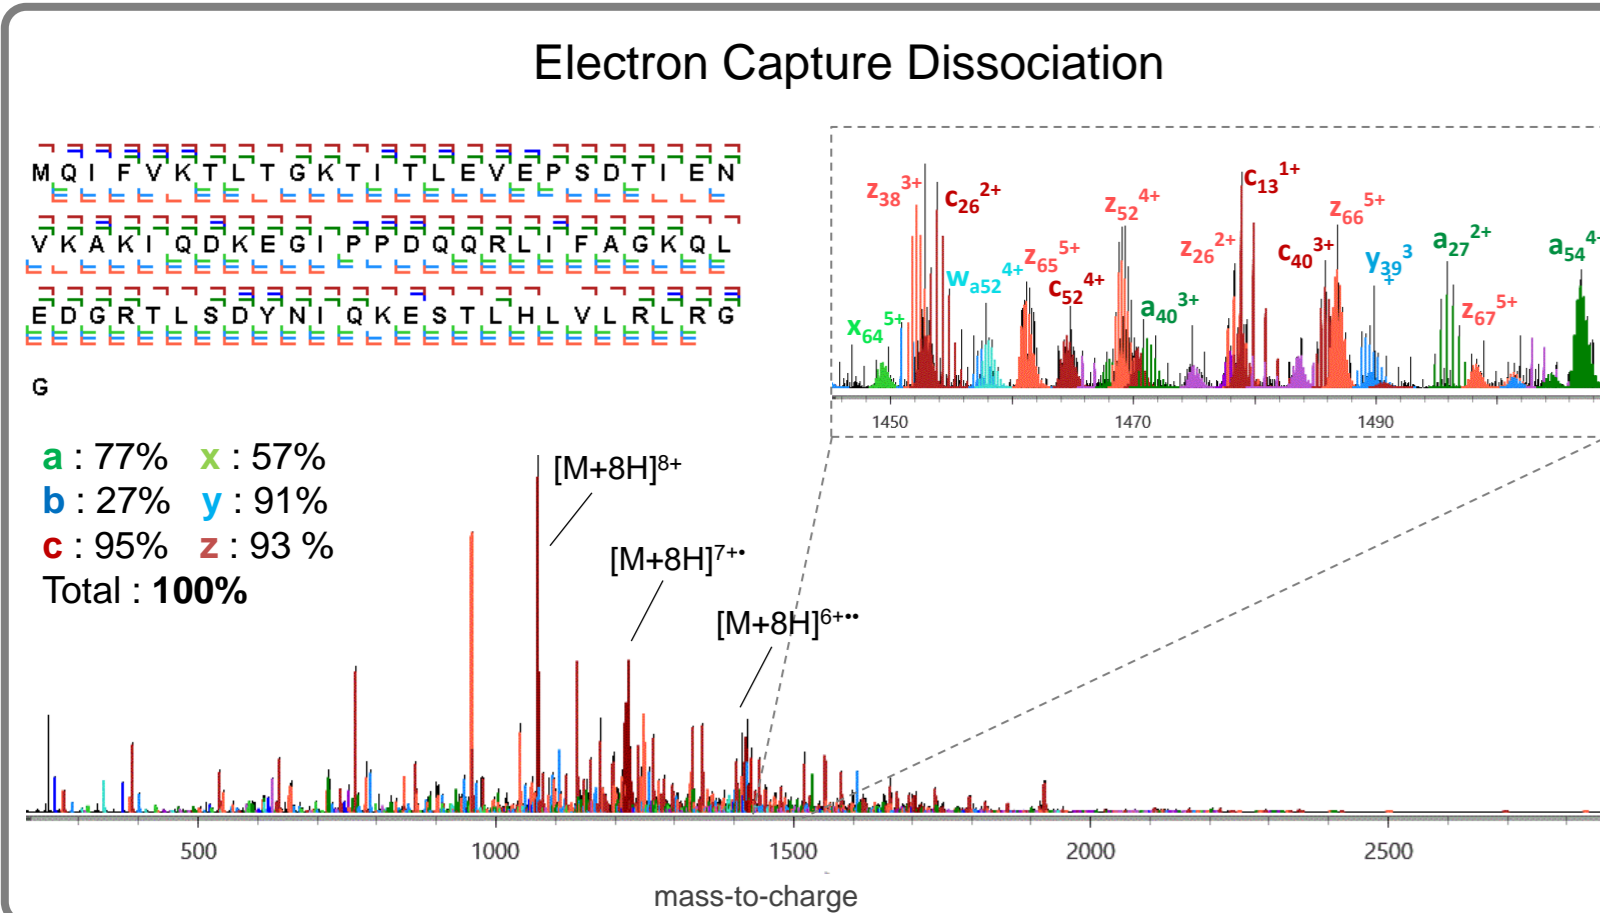 Electron Capture Dissociation
M Q I F V K T L T G K T I T L E V E P S D T I E N
V K A K I Q D K E G I P P D Q Q R L I F A G K Q L
E D G R T L S D Y N I Q K E S T L H L V L R L R G
G
a : 77% x : 57%
b : 27% y : 91%
c : 95% z : 93 %
Total : 100%
[M+8H]8+
[M+8H]7+•
[M+8H]6+••
x64 5+
z38 3+
c26 2+
wa52 4+
z65 5+
c52 4+
z52 4+
a40 3+
z26 2+
c13 1+
c40 3+
z66 5+
y39 3+
a27 2+
z67 5+
a54 4+
1450 1470 1490
500 1000 1500 2000 2500
mass-to-charge